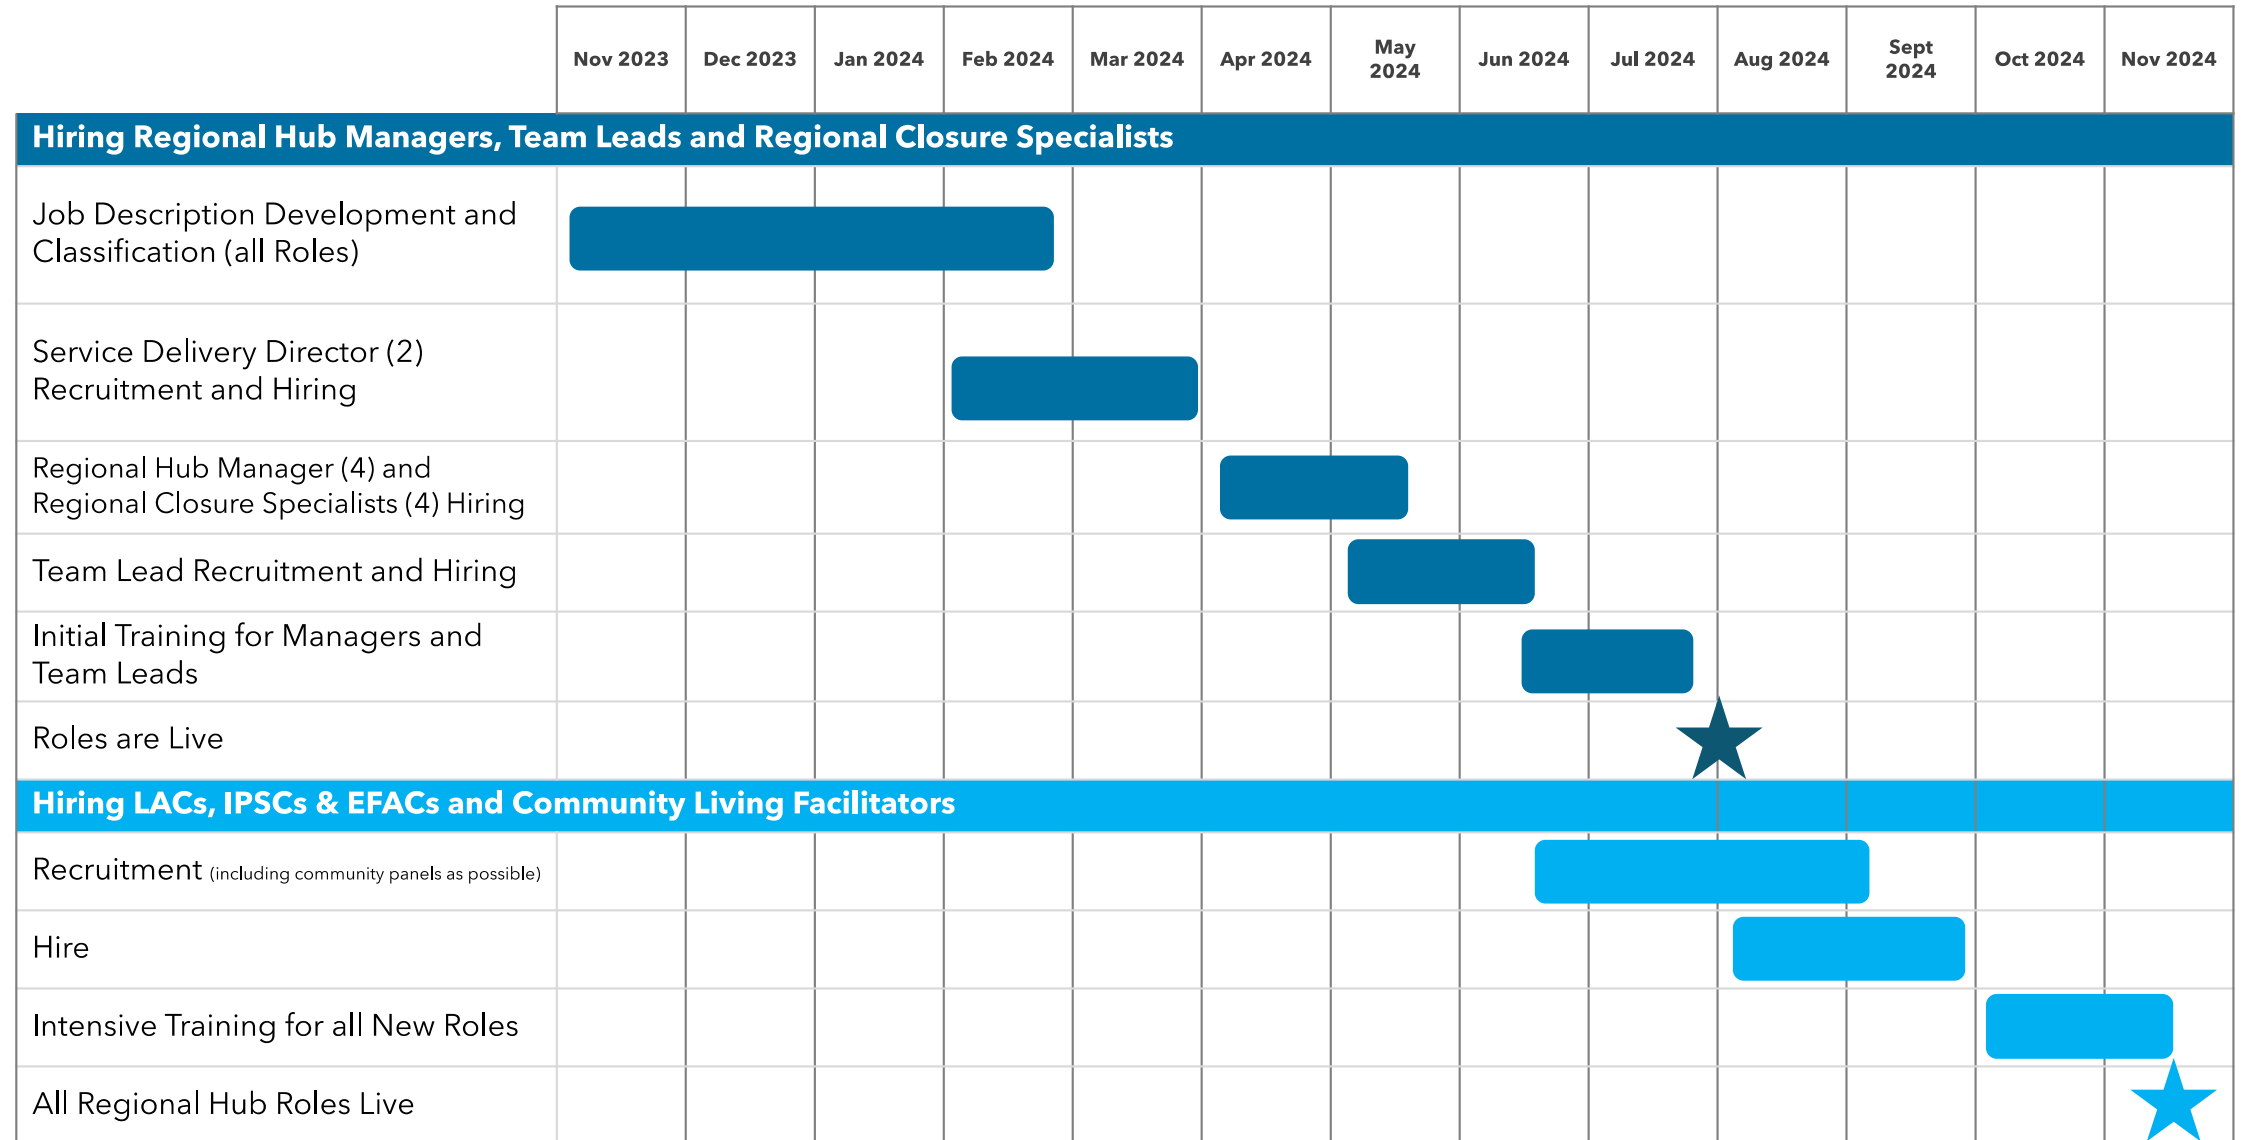 Nov 2023 Dec 2023 Jan 2024 Feb 2024 Mar 2024 Apr 2024 May 2024 Jun 2024 Jul 2024 Aug 2024 Sept 2024 Oct 2024 Nov 2024
Hiring Regional Hub Managers, Team Leads and Regional Closure Specialists
Job Description Development and
Classification (all Roles)
Service Delivery Director (2)
Recruitment and Hiring
Regional Hub Manager (4) and
Regional Closure Specialists (4) Hiring
Team Lead Recruitment and Hiring
Initial Training for Managers and
Team Leads
Roles are Live
Hiring LACs, IPSCs & EFACs and Community Living Facilitators
Recruitment (including community panels as possible)
Hire
Intensive Training for all New Roles
All Regional Hub Roles Live